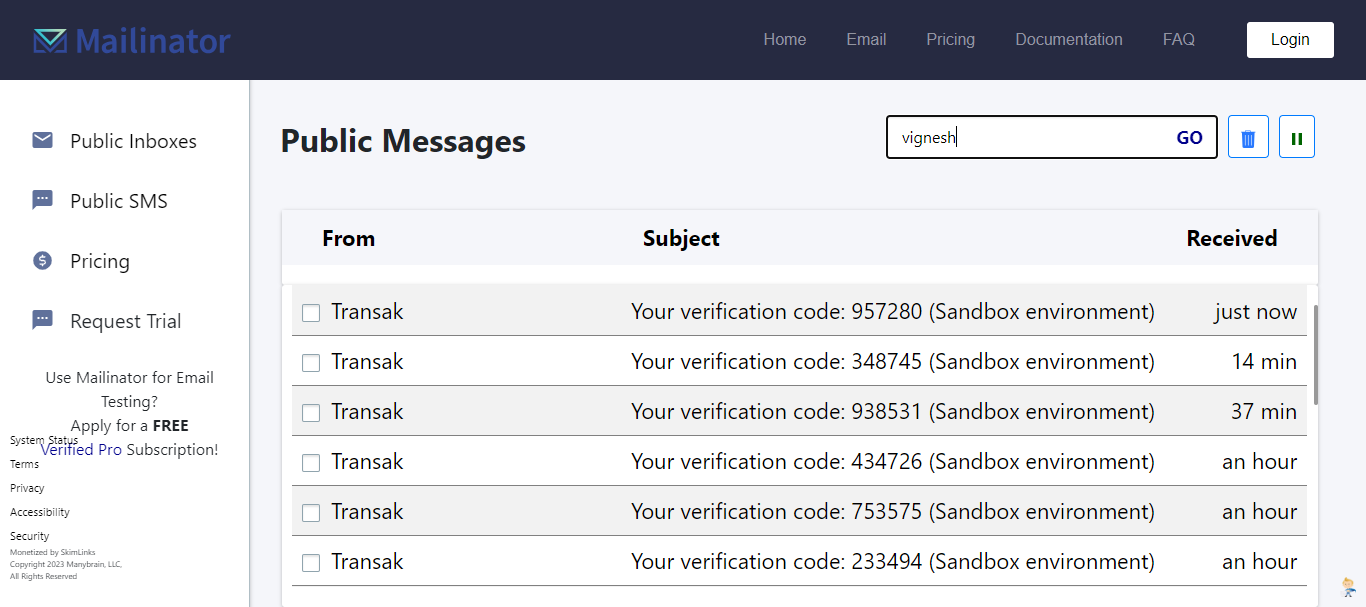 Mailinator
Home Email Pricing Documentation FAQ Login
Public Inboxes
Public SMS
Pricing
Request Trial
Use Mailinator for Email
Testing?
Apply for a FREE
Verified Pro Subscription!
System Status
Terms
Privacy
Accessibility
Security
Monetized by SkimLinks
Copyright 2023 Manybrain, LLC,
All Rights Reserved
Public Messages
vignesh GO
From Subject Received
Transak Your verification code: 957280 (Sandbox environment) just now
Transak Your verification code: 348745 (Sandbox environment) 14 min
Transak Your verification code: 938531 (Sandbox environment) 37 min
Transak Your verification code: 434726 (Sandbox environment) an hour
Transak Your verification code: 753575 (Sandbox environment) an hour
Transak Your verification code: 233494 (Sandbox environment) an hour